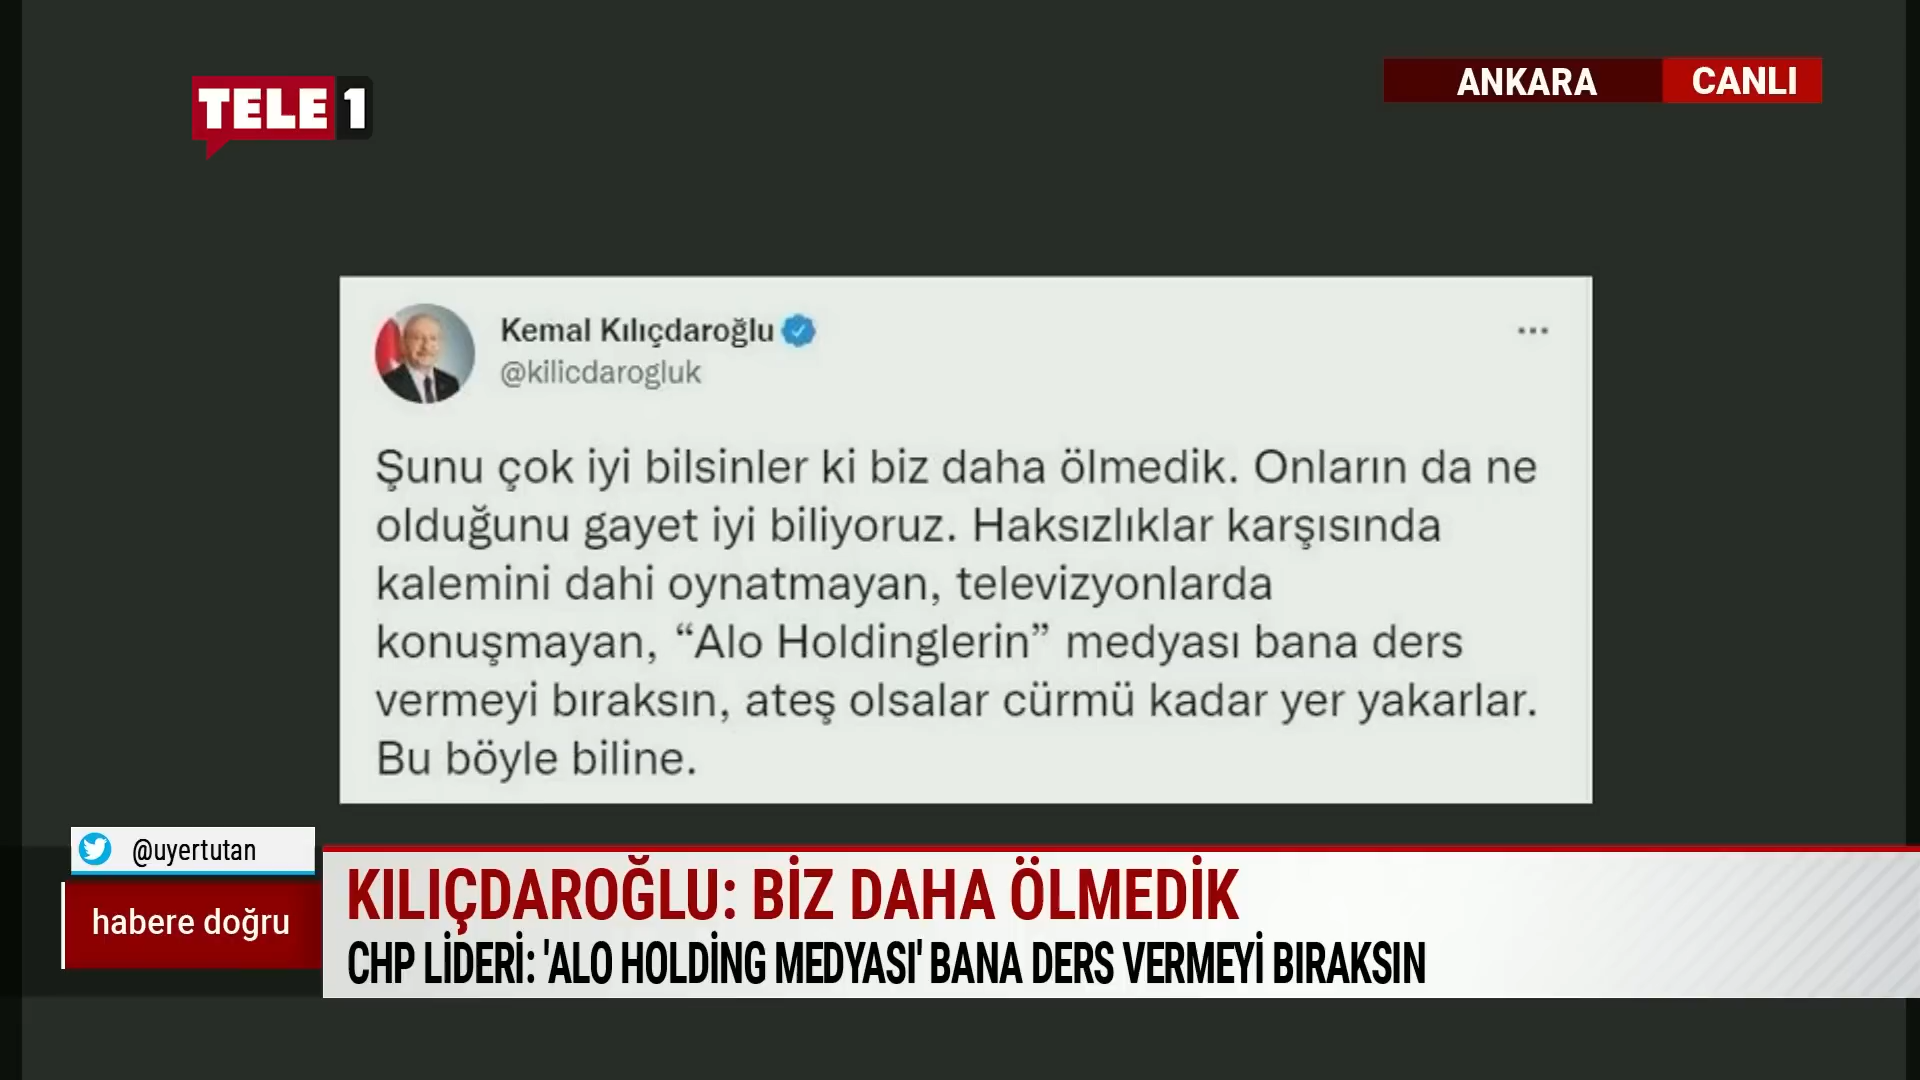 TELE 1
ANKARA CANLI
Kemal Kılıçdaroğlu
@kilicdarogluk
Şunu çok iyi bilsinler ki biz daha ölmedik. Onların da ne
olduğunu gayet iyi biliyoruz. Haksızlıklar karşısında
kalemini dahi oynatmayan, televizyonlarda
konuşmayan, “Alo Holdinglerin” medyası bana ders
vermeyi bıraksın, ateş olsalar cürmü kadar yer yakarlar.
Bu böyle biline.
@uyertutan
habere doğru
KILIÇDAROĞLU: BİZ DAHA ÖLMEDİK
CHP LİDERİ: 'ALO HOLDİNG MEDYASI' BANA DERS VERMEYİ BIRAKSIN